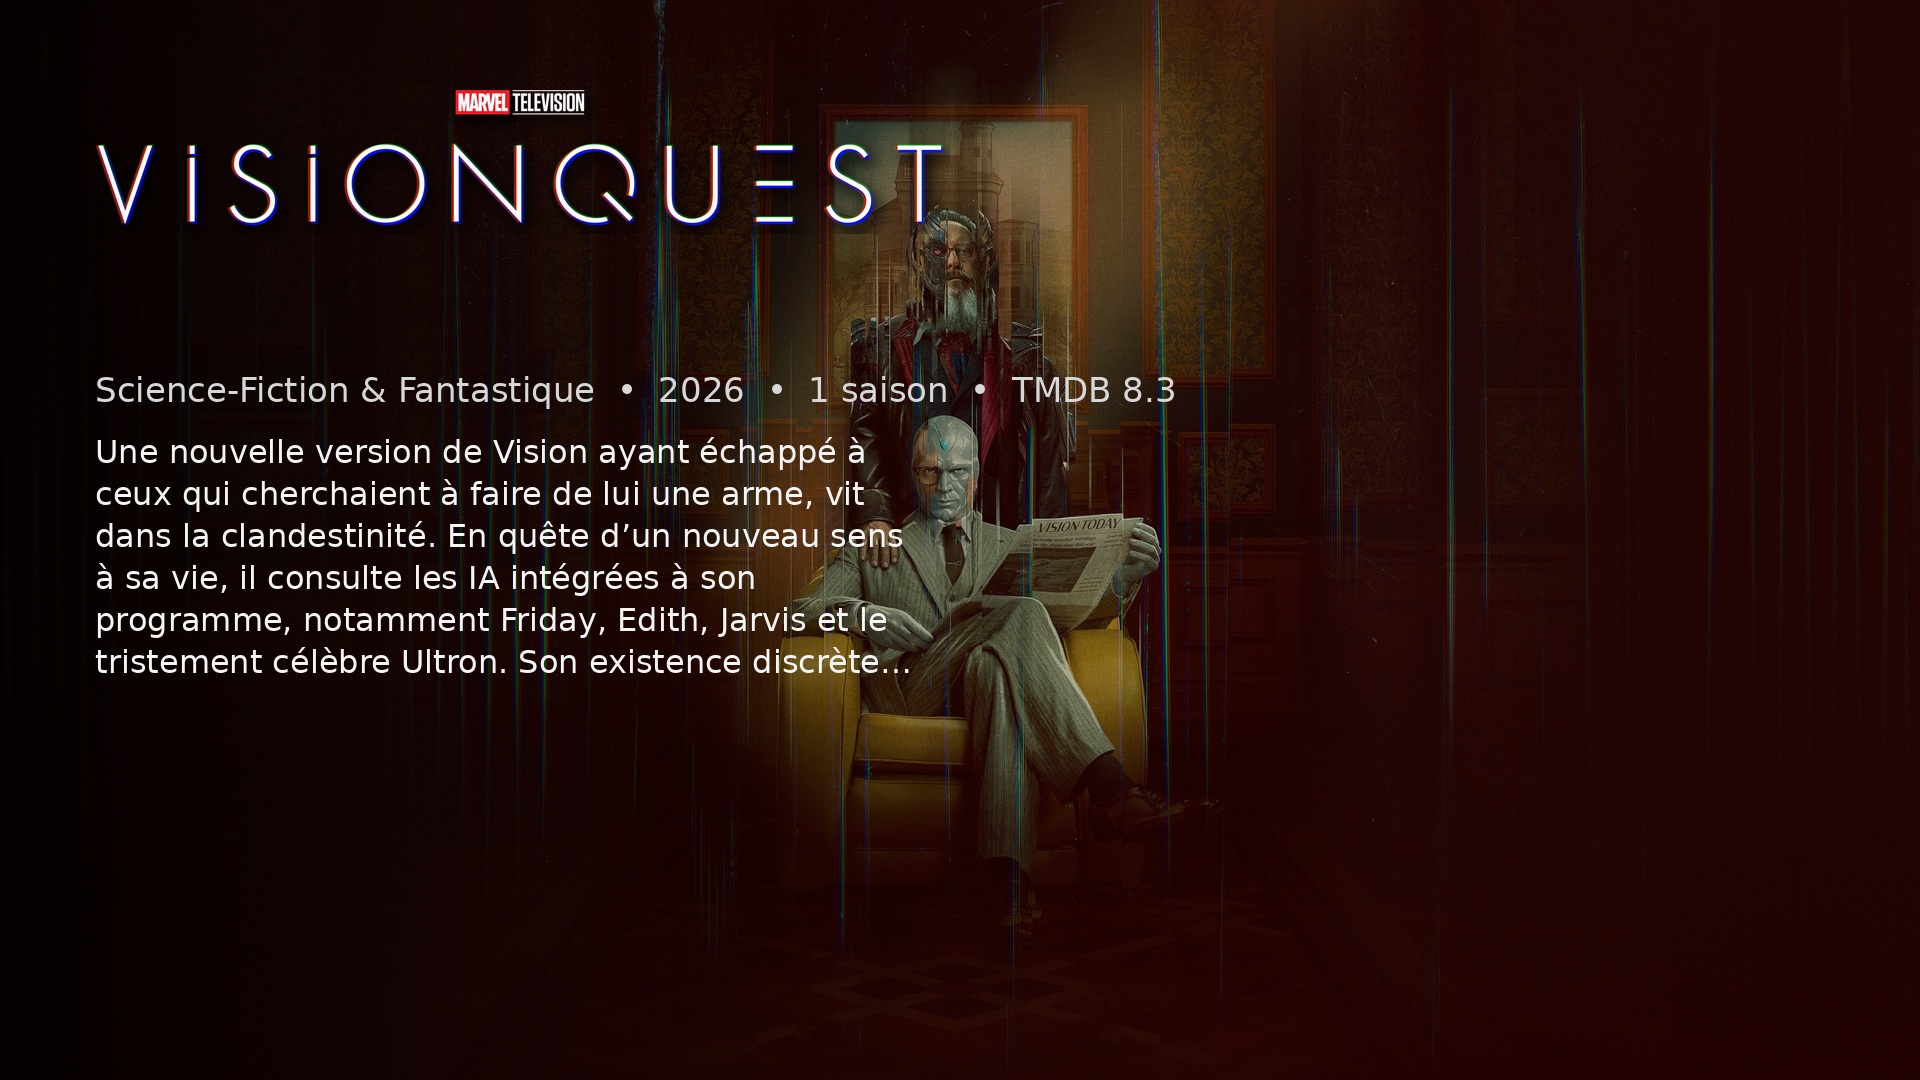 MARVEL TELEVISION
VISIONQUEST
Science-Fiction & Fantastique • 2026 • 1 saison • TMDB 8.3
Une nouvelle version de Vision ayant échappé à
ceux qui cherchaient à faire de lui une arme, vit
dans la clandestinité. En quête d’un nouveau sens
à sa vie, il consulte les IA intégrées à son
programme, notamment Friday, Edith, Jarvis et le
tristement célèbre Ultron. Son existence discrète…
VISION TODAY